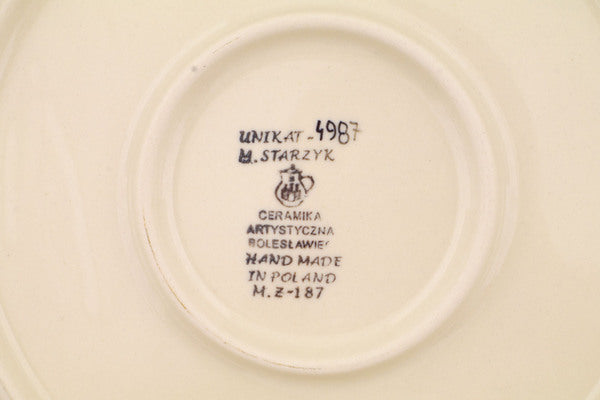 UNIKAT - 4987
M. STARZYK
CERAMIKA
ARTYSTYCZNA
BOLESŁAWIEC
HAND MADE
IN POLAND
M.Z-187